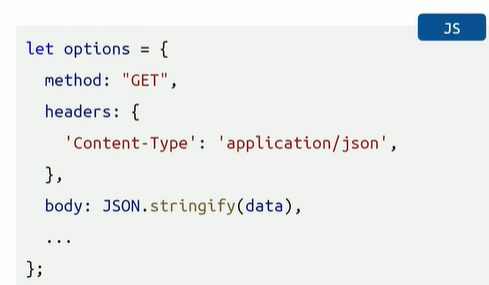 JS
let options = {
  method: "GET",
  headers: {
    'Content-Type': 'application/json',
  },
  body: JSON.stringify(data),
  ...
};